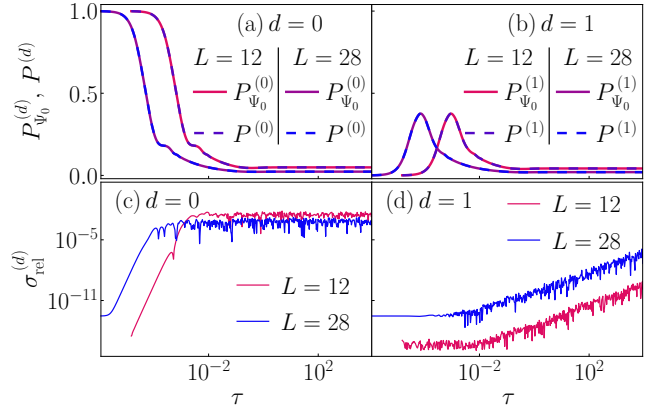 (a) d = 0
L = 12 L = 28
P_{Ψ_0}^{(0)} P_{Ψ_0}^{(0)}
P^{(0)} P^{(0)}
(b) d = 1
L = 12 L = 28
P_{Ψ_0}^{(1)} P_{Ψ_0}^{(1)}
P^{(1)} P^{(1)}
P_{Ψ_0}^{(d)} , P^{(d)}
1.0
0.5
0.0
(c) d = 0
L = 12
L = 28
(d) d = 1
L = 12
L = 28
σ_{rel}^{(d)}
10^{-5}
10^{-11}
10^{-2} 10^{2} 10^{-2} 10^{2}
τ τ